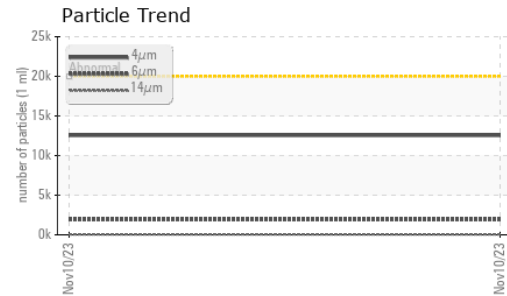 Particle Trend
25k
20k
15k
10k
5k
0k
number of particles (1 ml)
4µm
Abnormal
6µm
14µm
Nov10/23
Nov10/23